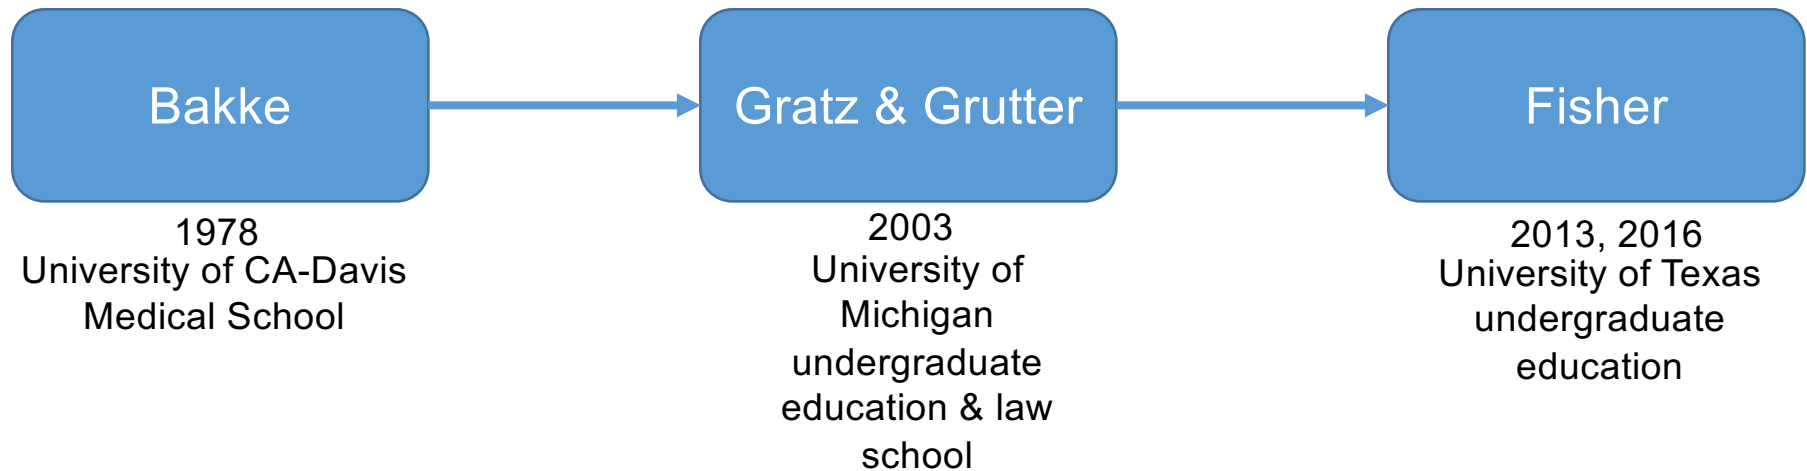 Bakke
1978
University of CA-Davis
Medical School
Gratz & Grutter
2003
University of
Michigan
undergraduate
education & law
school
Fisher
2013, 2016
University of Texas
undergraduate
education